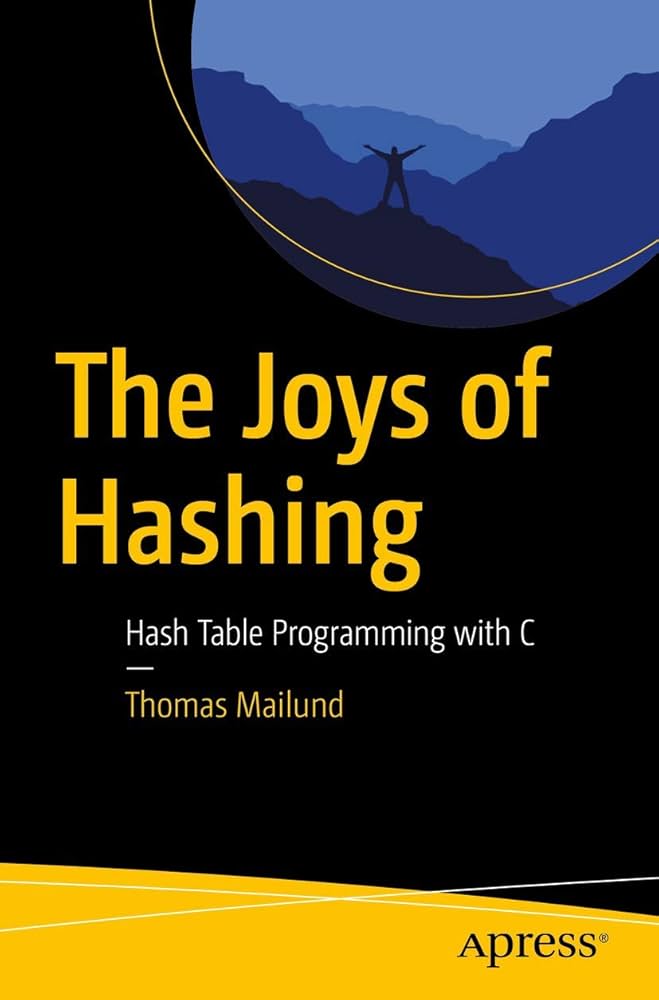 The Joys of
Hashing
Hash Table Programming with C
Thomas Mailund
Apress®